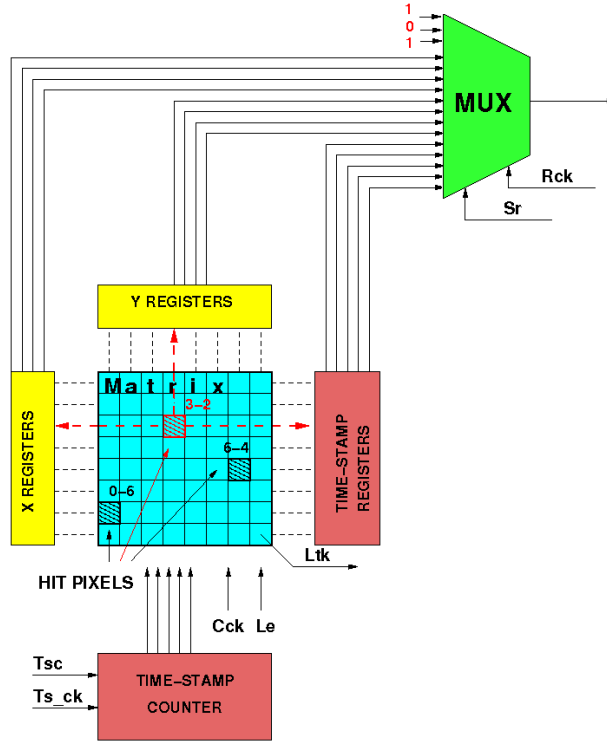 1
0
1
MUX
Rck
Sr
Y REGISTERS
Matrix
3-2
6-4
0-6
X REGISTERS
TIME-STAMP
REGISTERS
Ltk
HIT PIXELS
Cck Le
Tsc
Ts_ck
TIME-STAMP
COUNTER